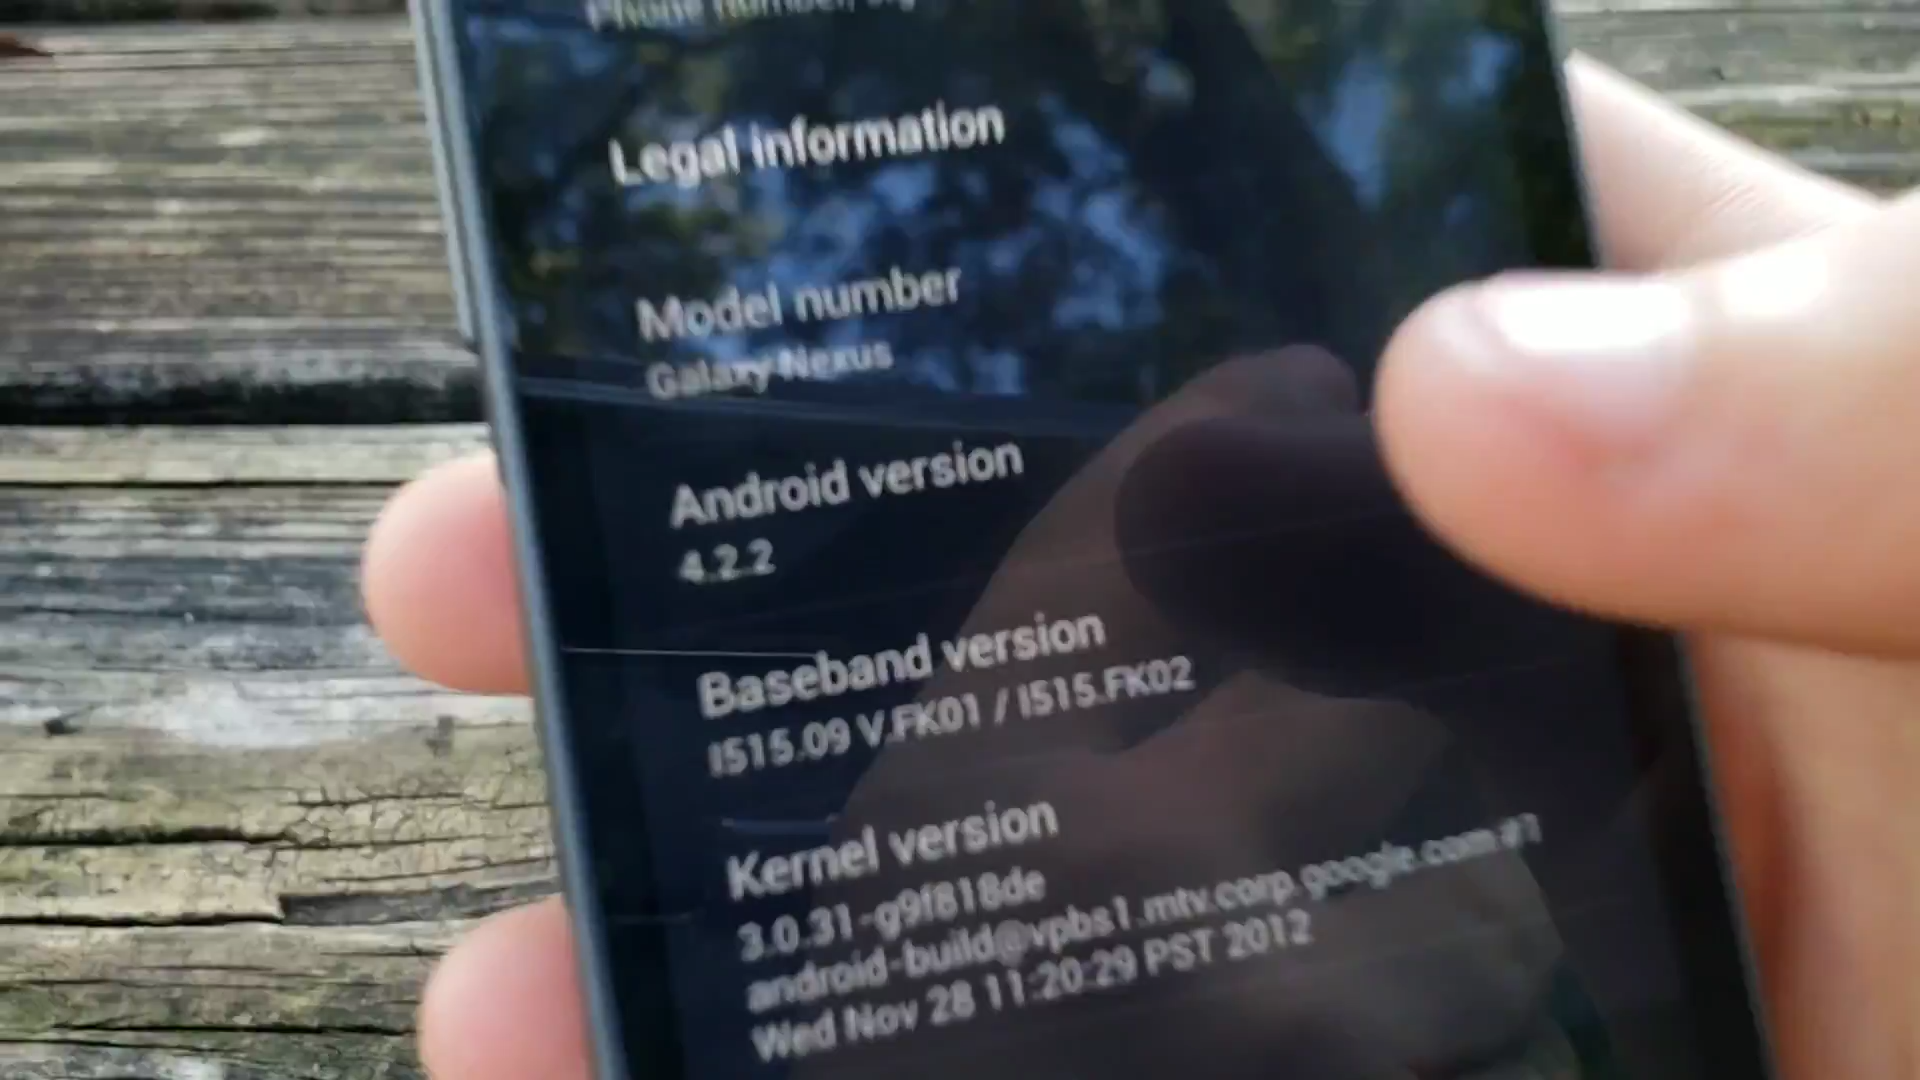 Phone number,
Legal information
Model number
Galaxy Nexus
Android version
4.2.2
Baseband version
I515.09 V.FK01 / I515.FK02
Kernel version
3.0.31-g9f818de
android-build@vpbs1.mtv.corp.google.com #1
Wed Nov 28 11:20:29 PST 2012